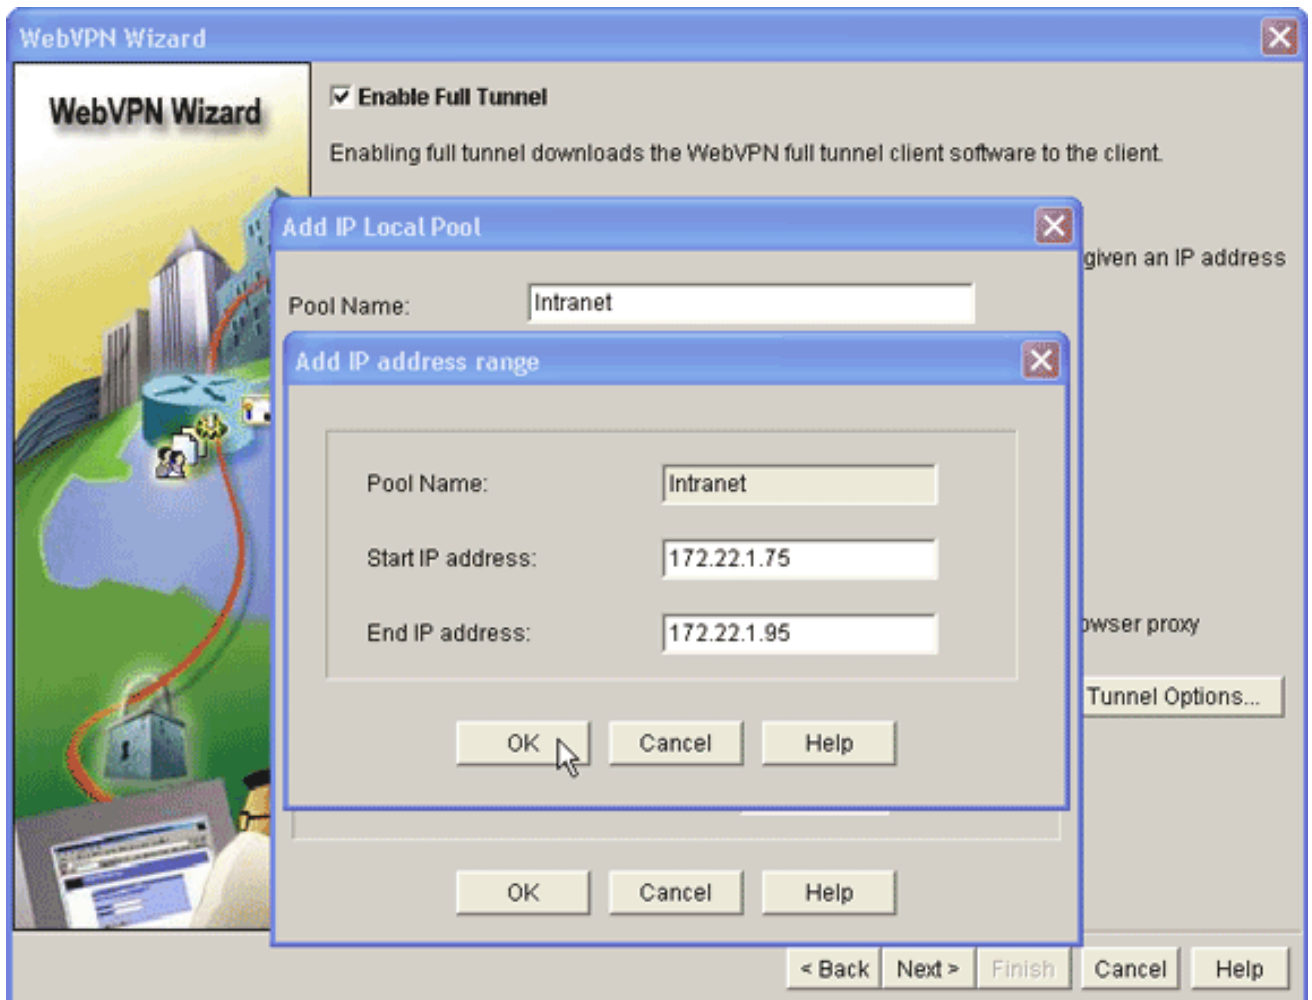 WebVPN Wizard
WebVPN Wizard
Enable Full Tunnel
Enabling full tunnel downloads the WebVPN full tunnel client software to the client.
given an IP address
Add IP Local Pool
Pool Name: Intranet
Add IP address range
Pool Name: Intranet
Start IP address: 172.22.1.75
End IP address: 172.22.1.95
OK Cancel Help
owser proxy
Tunnel Options...
OK Cancel Help
< Back Next > Finish Cancel Help